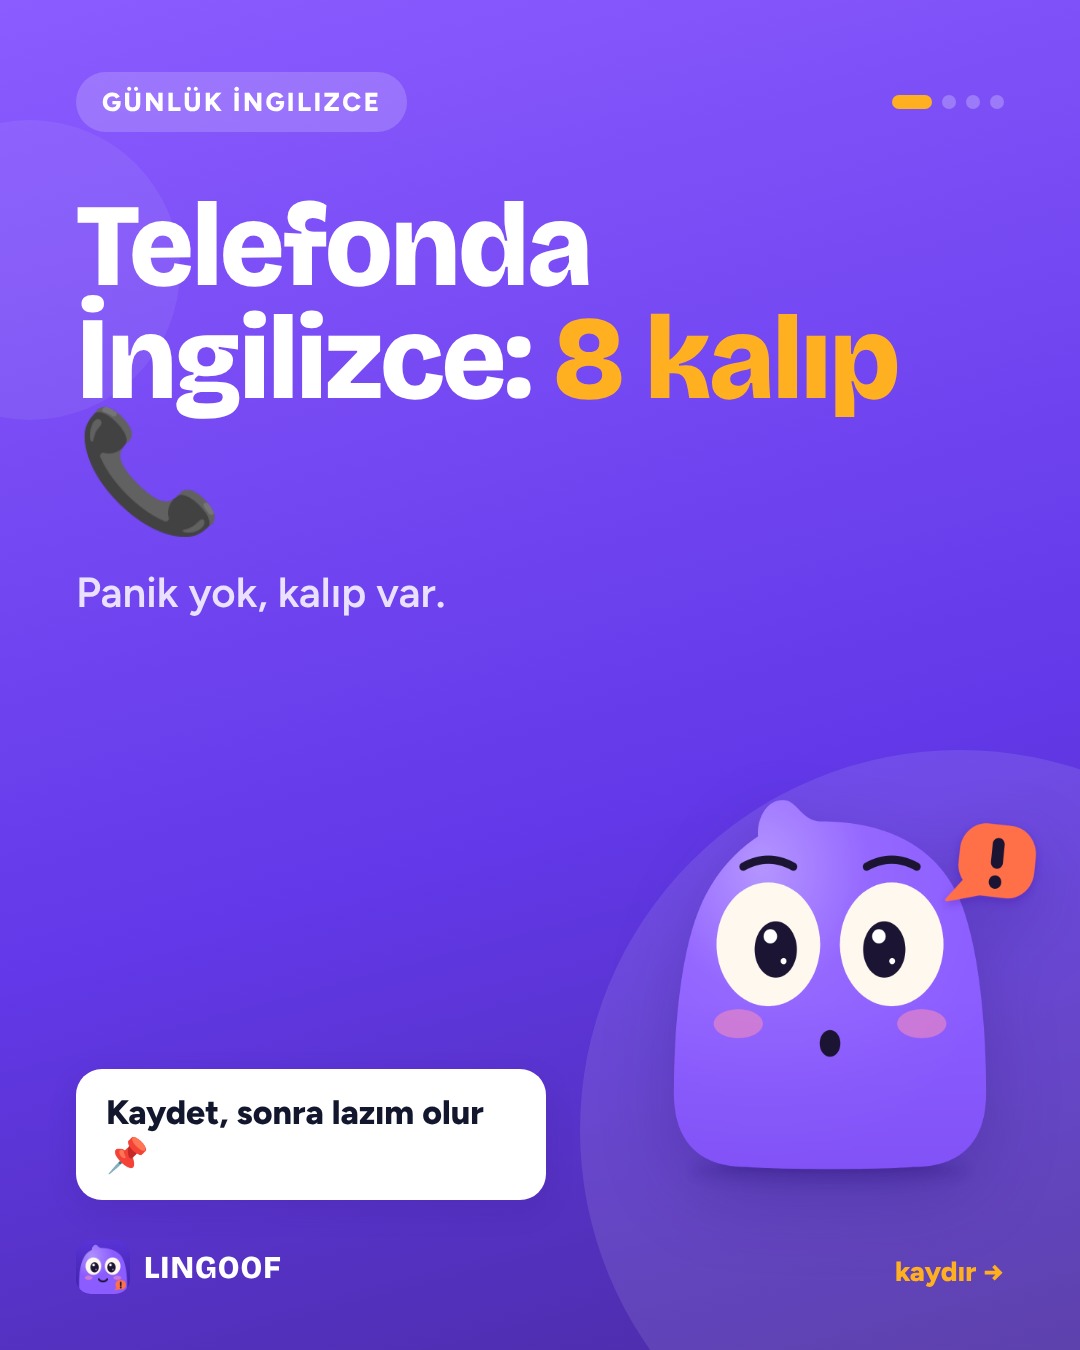 GÜNLÜK İNGILIZCE
Telefonda
İngilizce: 8 kalıp
Panik yok, kalıp var.
!
Kaydet, sonra lazım olur
LINGOOF
kaydır →